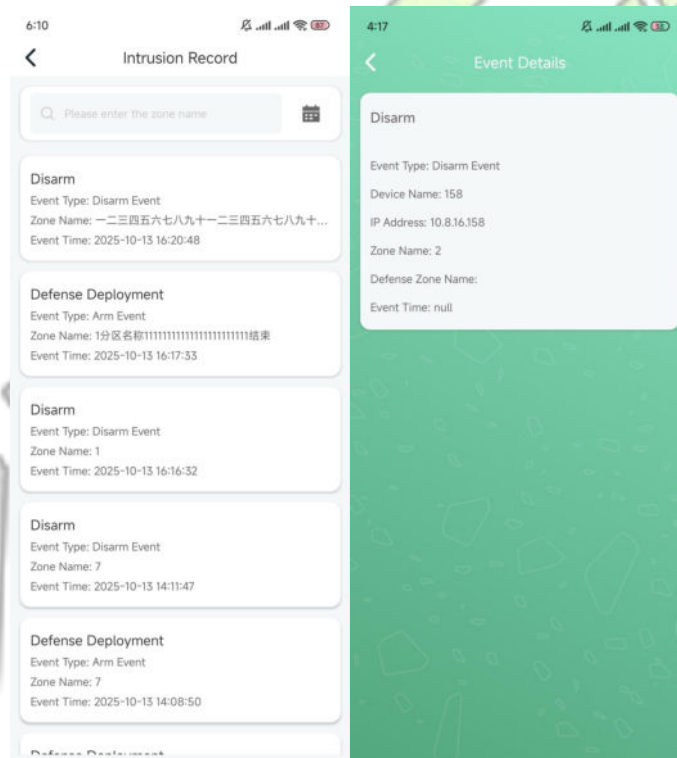 6:10
87
Intrusion Record
Please enter the zone name
Disarm
Event Type: Disarm Event
Zone Name: 一二三四五六七八九十一二三四五六七八九十...
Event Time: 2025-10-13 16:20:48
Defense Deployment
Event Type: Arm Event
Zone Name: 1分区名称11111111111111111111111结束
Event Time: 2025-10-13 16:17:33
Disarm
Event Type: Disarm Event
Zone Name: 1
Event Time: 2025-10-13 16:16:32
Disarm
Event Type: Disarm Event
Zone Name: 7
Event Time: 2025-10-13 14:11:47
Defense Deployment
Event Type: Arm Event
Zone Name: 7
Event Time: 2025-10-13 14:08:50
Defense Deployment
4:17
Event Details
Disarm
Event Type: Disarm Event
Device Name: 158
IP Address: 10.8.16.158
Zone Name: 2
Defense Zone Name:
Event Time: null